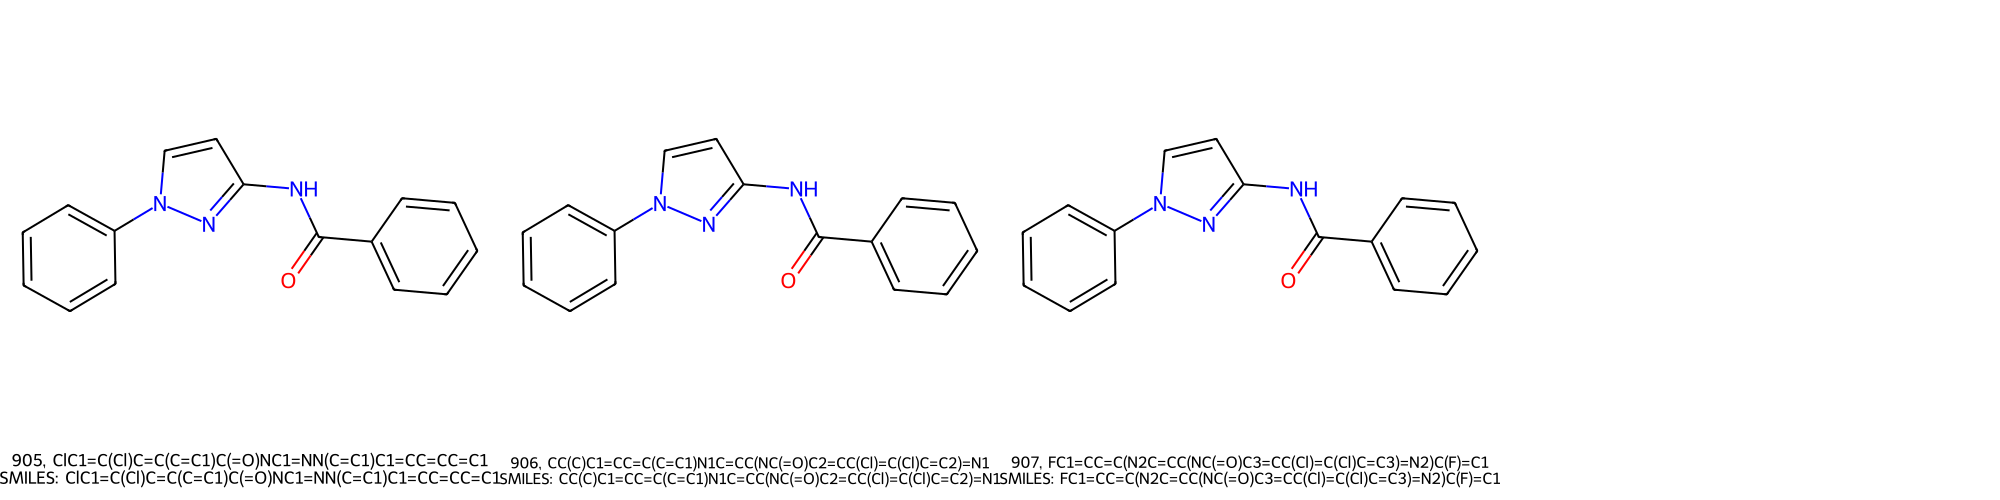 N
N
NH
O
N
N
NH
O
N
N
NH
O
905, ClC1=C(Cl)C=C(C=C1)C(=O)NC1=NN(C=C1)C1=CC=CC=C1
SMILES: ClC1=C(Cl)C=C(C=C1)C(=O)NC1=NN(C=C1)C1=CC=CC=C1
906, CC(C)C1=CC=C(C=C1)N1C=CC(NC(=O)C2=CC(Cl)=C(Cl)C=C2)=N1
SMILES: CC(C)C1=CC=C(C=C1)N1C=CC(NC(=O)C2=CC(Cl)=C(Cl)C=C2)=N1
907, FC1=CC=C(N2C=CC(NC(=O)C3=CC(Cl)=C(Cl)C=C3)=N2)C(F)=C1
SMILES: FC1=CC=C(N2C=CC(NC(=O)C3=CC(Cl)=C(Cl)C=C3)=N2)C(F)=C1